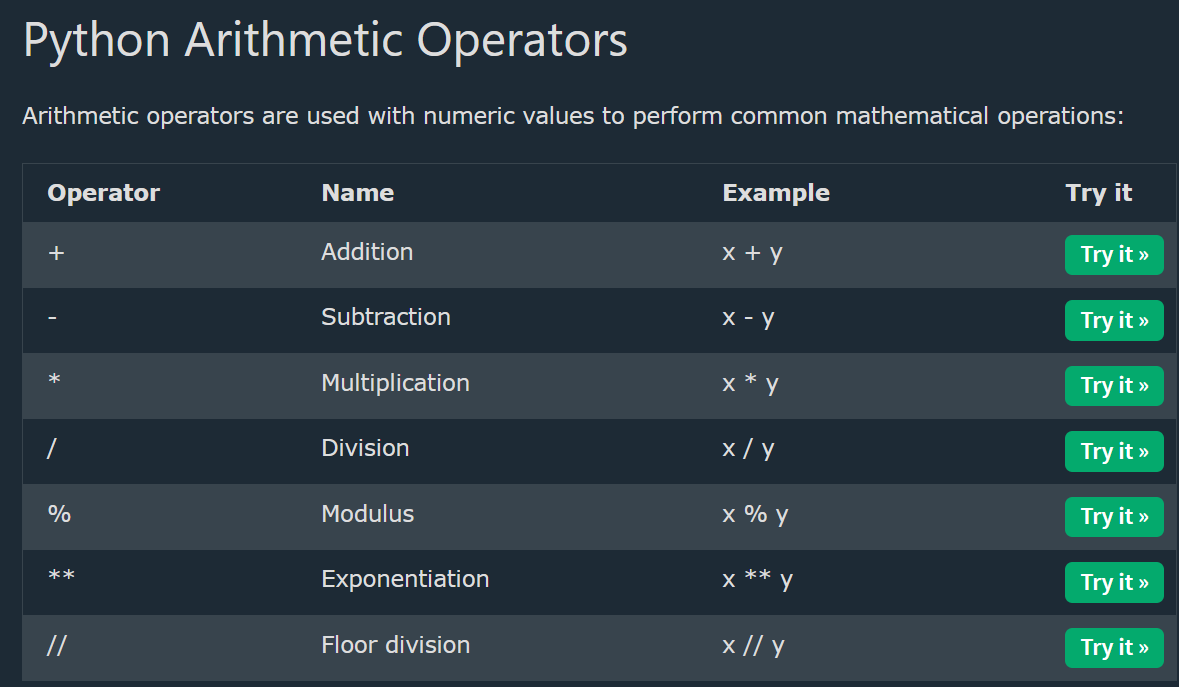 Python Arithmetic Operators
Arithmetic operators are used with numeric values to perform common mathematical operations:
Operator Name Example Try it
+ Addition x + y Try it »
- Subtraction x - y Try it »
* Multiplication x * y Try it »
/ Division x / y Try it »
% Modulus x % y Try it »
** Exponentiation x ** y Try it »
// Floor division x // y Try it »